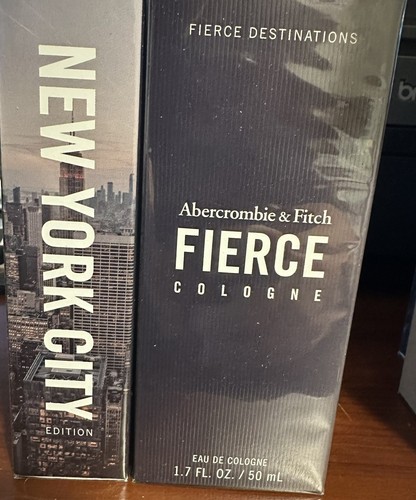 NEW YORK CITY
EDITION
FIERCE DESTINATIONS
Abercrombie & Fitch
FIERCE
COLOGNE
EAU DE COLOGNE
1.7 FL. OZ. / 50 mL